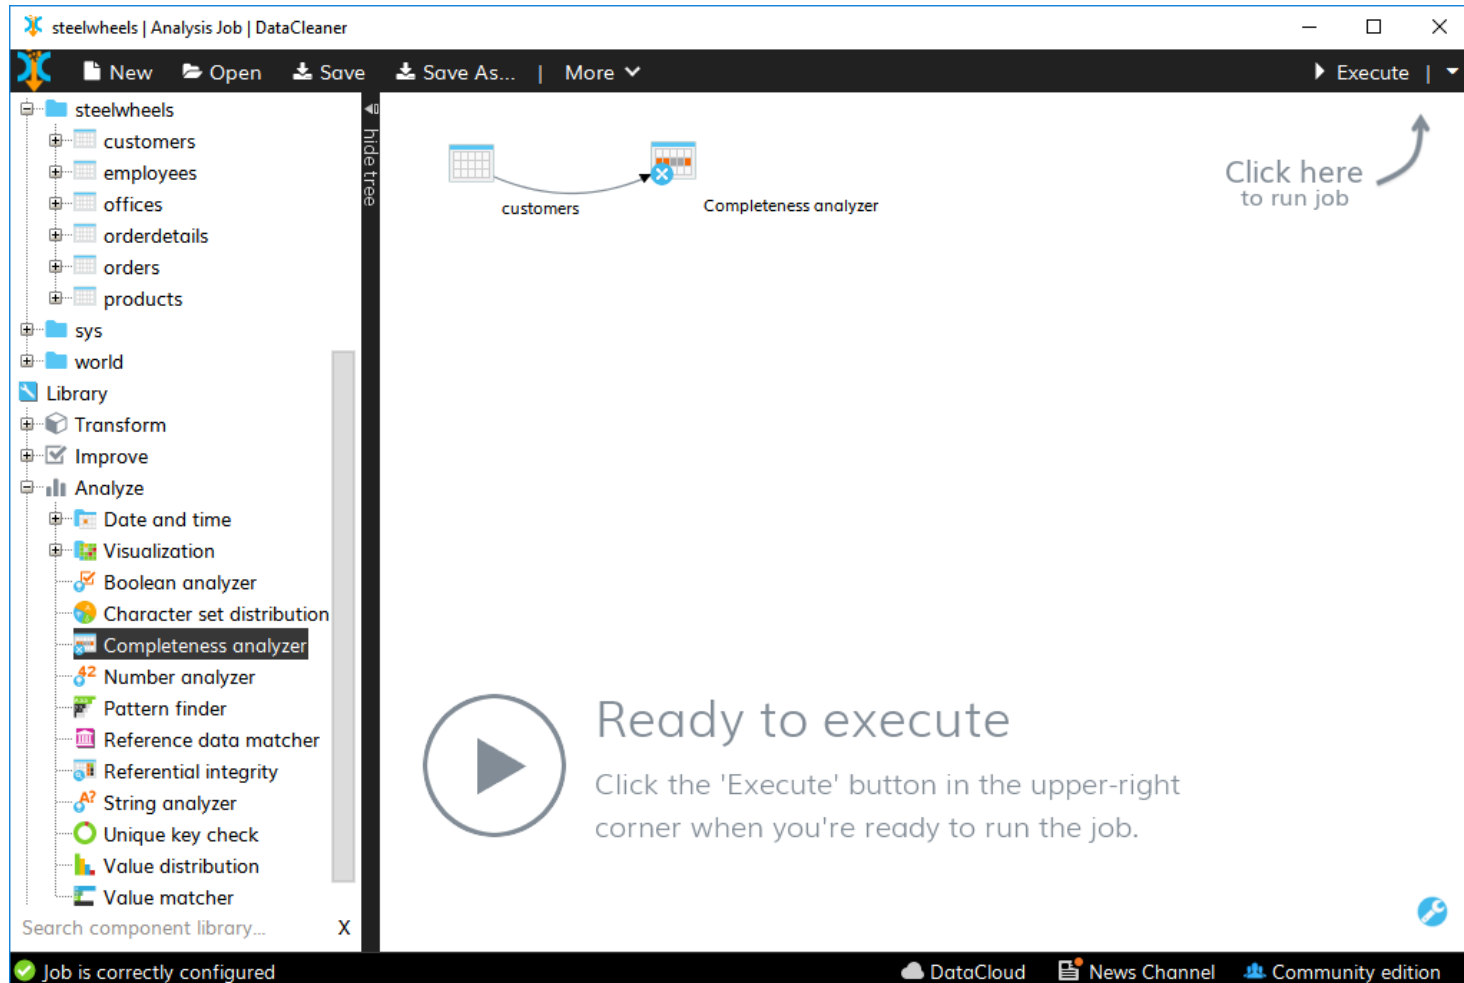 steelwheels | Analysis Job | DataCleaner
New Open Save Save As... | More Execute |
steelwheels
customers
employees
offices
orderdetails
orders
products
sys
world
Library
Transform
Improve
Analyze
Date and time
Visualization
Boolean analyzer
Character set distribution
Completeness analyzer
Number analyzer
Pattern finder
Reference data matcher
Referential integrity
String analyzer
Unique key check
Value distribution
Value matcher
Search component library... X
hide tree
customers
Completeness analyzer
Click here
to run job
Ready to execute
Click the 'Execute' button in the upper-right
corner when you're ready to run the job.
Job is correctly configured
DataCloud News Channel Community edition